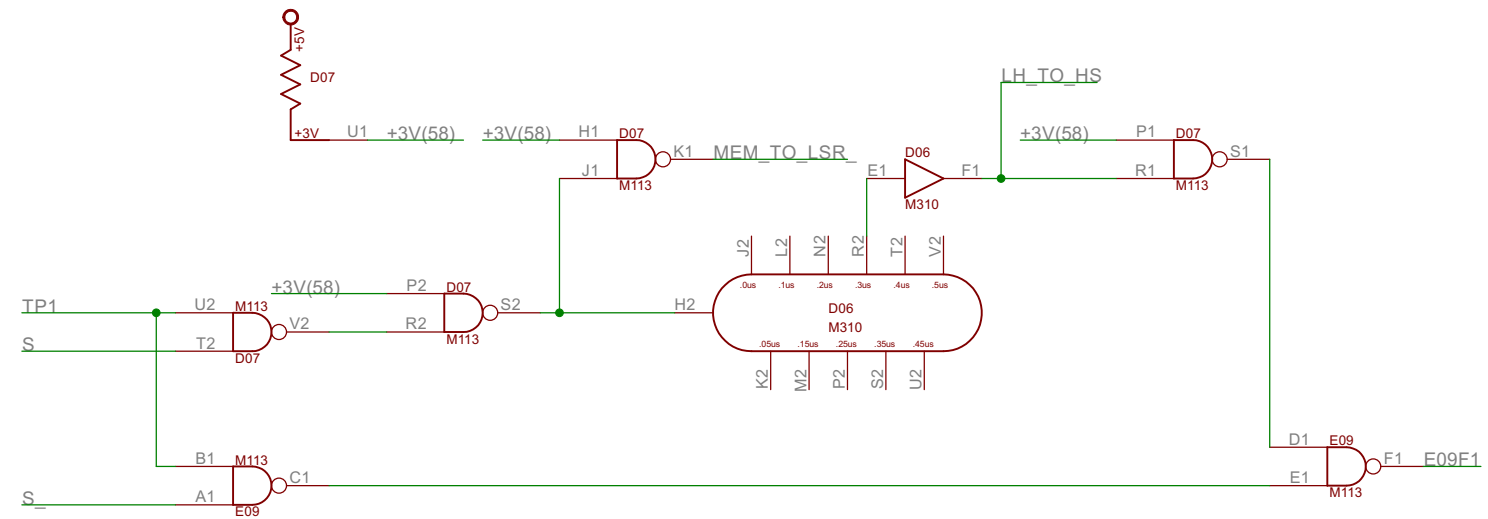 +5V
D07
+3V
U1
+3V(58)
+3V(58)
H1
D07
K1
MEM_TO_LSR_
J1
M113
LH_TO_HS
D06
E1
F1
M310
+3V(58)
P1
D07
S1
R1
M113
J2
L2
N2
R2
T2
V2
.0us
.1us
.2us
.3us
.4us
.5us
H2
D06
M310
.05us
.15us
.25us
.35us
.45us
K2
M2
P2
S2
U2
TP1
U2
M113
V2
S
T2
D07
+3V(58)
P2
D07
S2
R2
M113
B1
M113
C1
S_
A1
E09
D1
E09
F1
E09F1
E1
M113